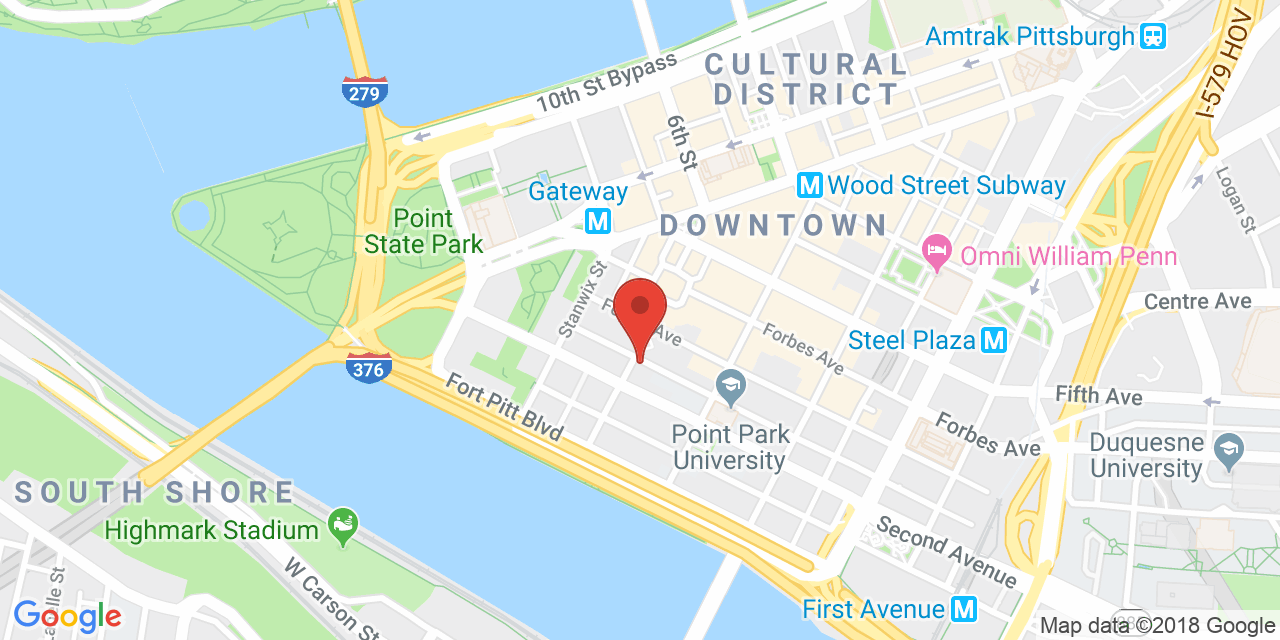 Amtrak Pittsburgh
I-579 HOV
CULTURAL
DISTRICT
279
10th St Bypass
6th St
Gateway
M
M
Wood Street Subway
Logan St
Point
State Park
DOWNTOWN
Omni William Penn
Stanwix St
Centre Ave
Forbes Ave
Steel Plaza
M
376
Fort Pitt Blvd
Fifth Ave
Forbes Ave
Point Park
University
Duquesne
University
SOUTH SHORE
Highmark Stadium
Second Avenue
W Carson St
First Avenue
M
Google
Map data ©2018 Google